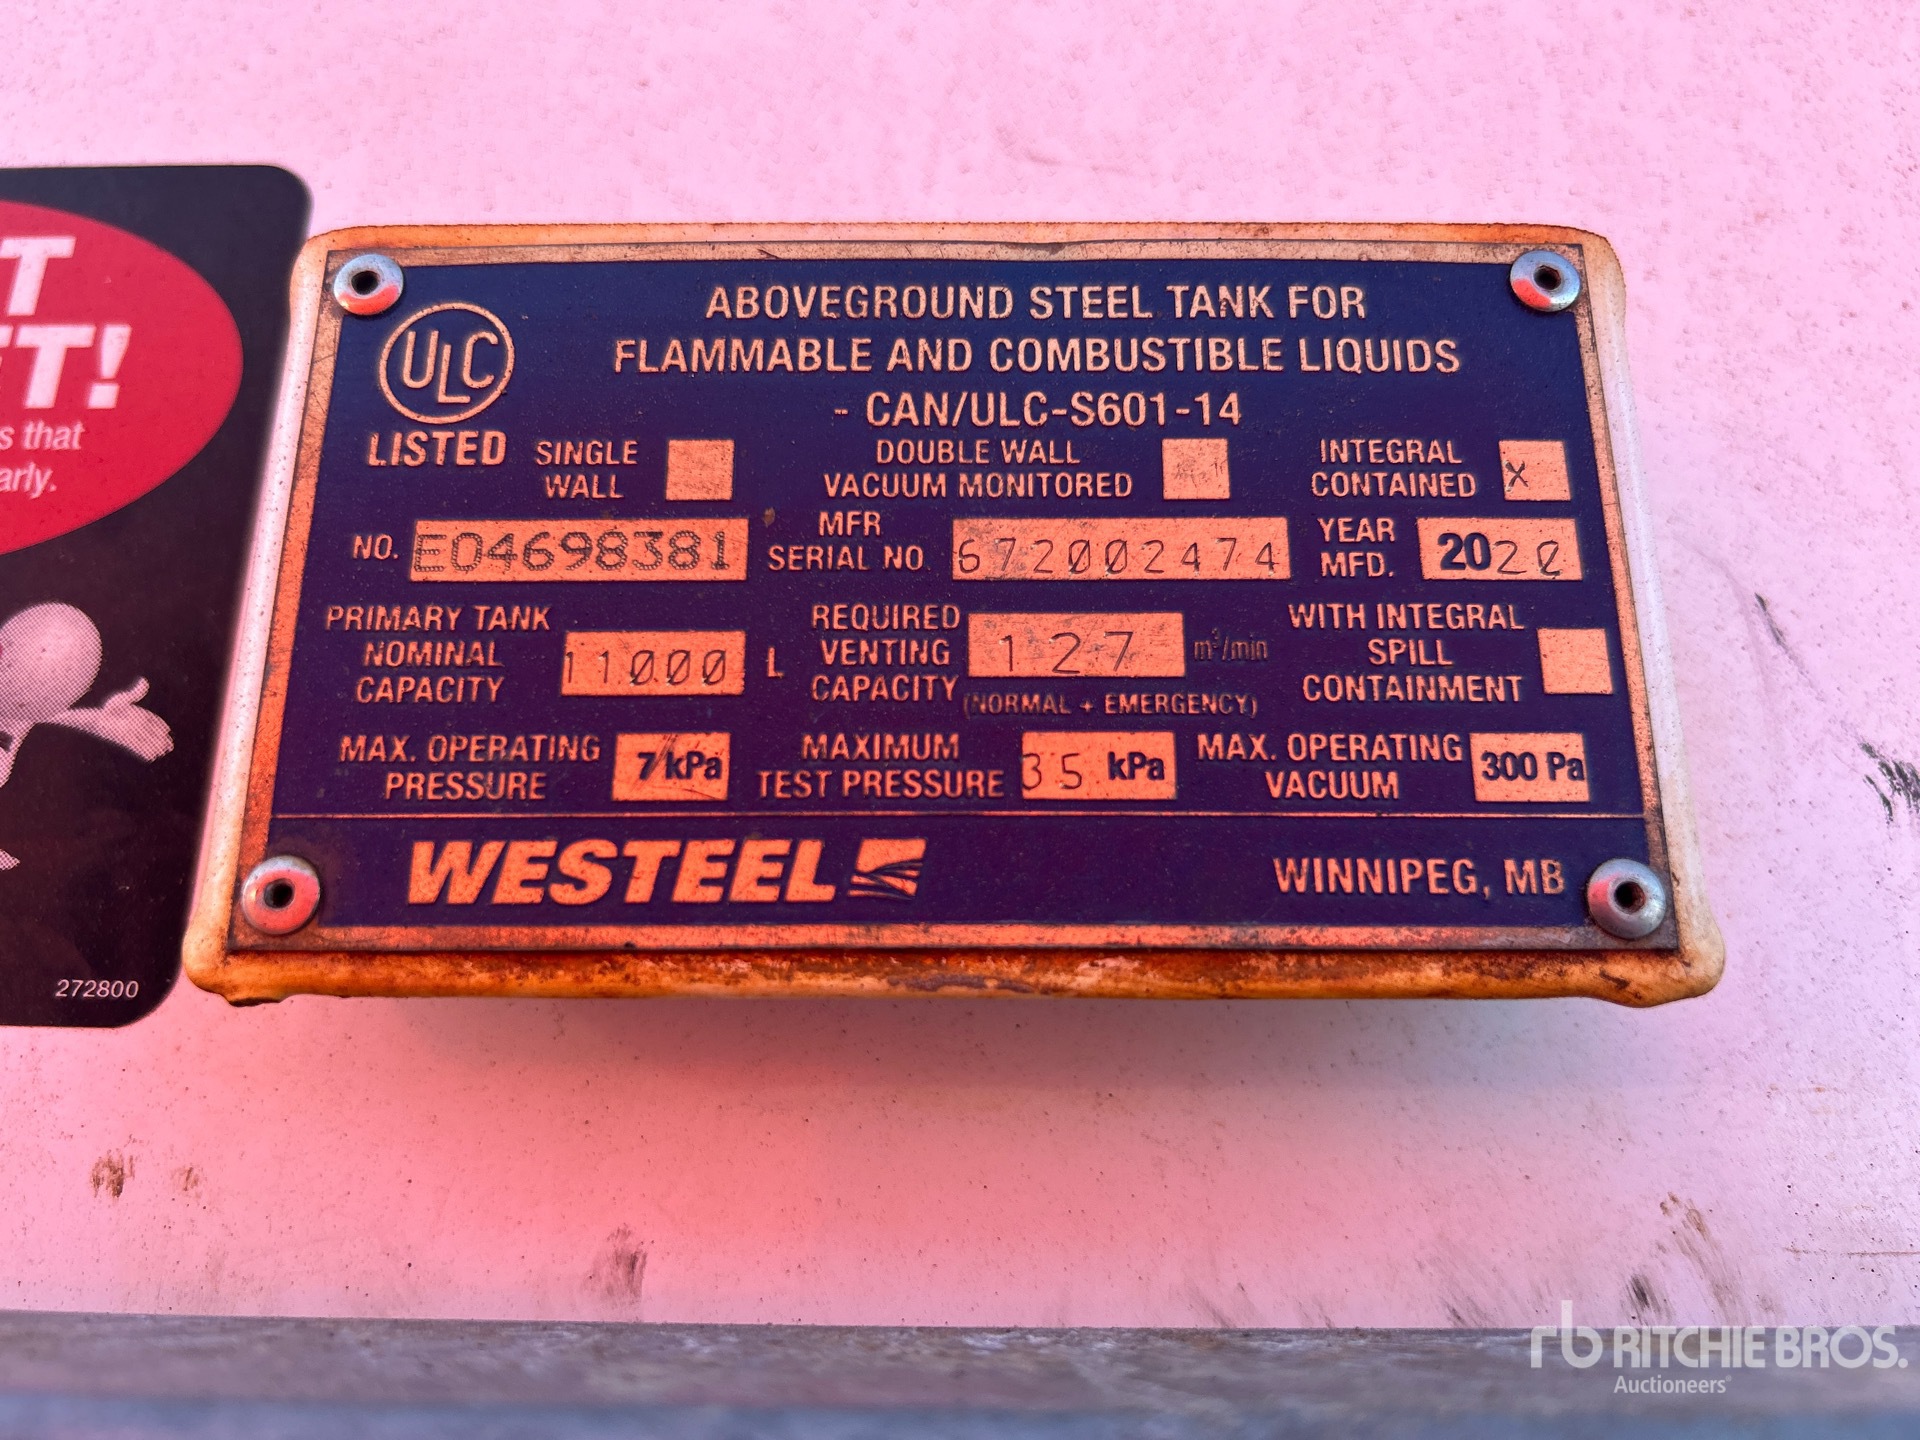 T
ET!
s that
arly.
272800
ABOVEGROUND STEEL TANK FOR
FLAMMABLE AND COMBUSTIBLE LIQUIDS
- CAN/ULC-S601-14
ULC
LISTED
SINGLE
WALL
DOUBLE WALL
VACUUM MONITORED
INTEGRAL
CONTAINED X
NO. E04698381
MFR
SERIAL NO. 672002474
YEAR
MFD. 2020
PRIMARY TANK
NOMINAL
CAPACITY 11000 L
REQUIRED
VENTING
CAPACITY 127 m³/min
(NORMAL + EMERGENCY)
WITH INTEGRAL
SPILL
CONTAINMENT
MAX. OPERATING
PRESSURE 7 kPa
MAXIMUM
TEST PRESSURE 35 kPa
MAX. OPERATING
VACUUM 300 Pa
WESTEEL
WINNIPEG, MB
rb RITCHIE BROS.
Auctioneers